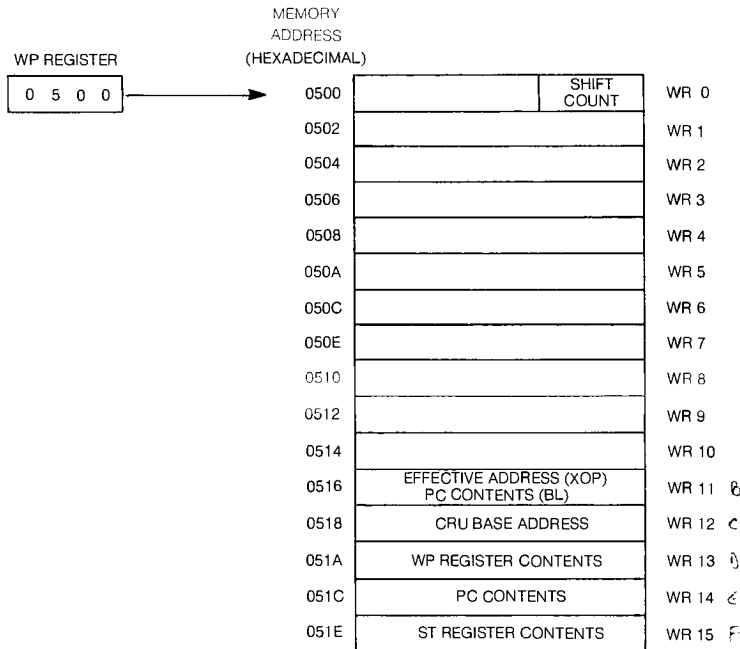 MEMORY
ADDRESS
(HEXADECIMAL)
WP REGISTER
0 5 0 0
0500 SHIFT COUNT WR 0
0502 WR 1
0504 WR 2
0506 WR 3
0508 WR 4
050A WR 5
050C WR 6
050E WR 7
0510 WR 8
0512 WR 9
0514 WR 10
0516 EFFECTIVE ADDRESS (XOP) PC CONTENTS (BL) WR 11 B
0518 CRU BASE ADDRESS WR 12 C
051A WP REGISTER CONTENTS WR 13 D
051C PC CONTENTS WR 14 E
051E ST REGISTER CONTENTS WR 15 F